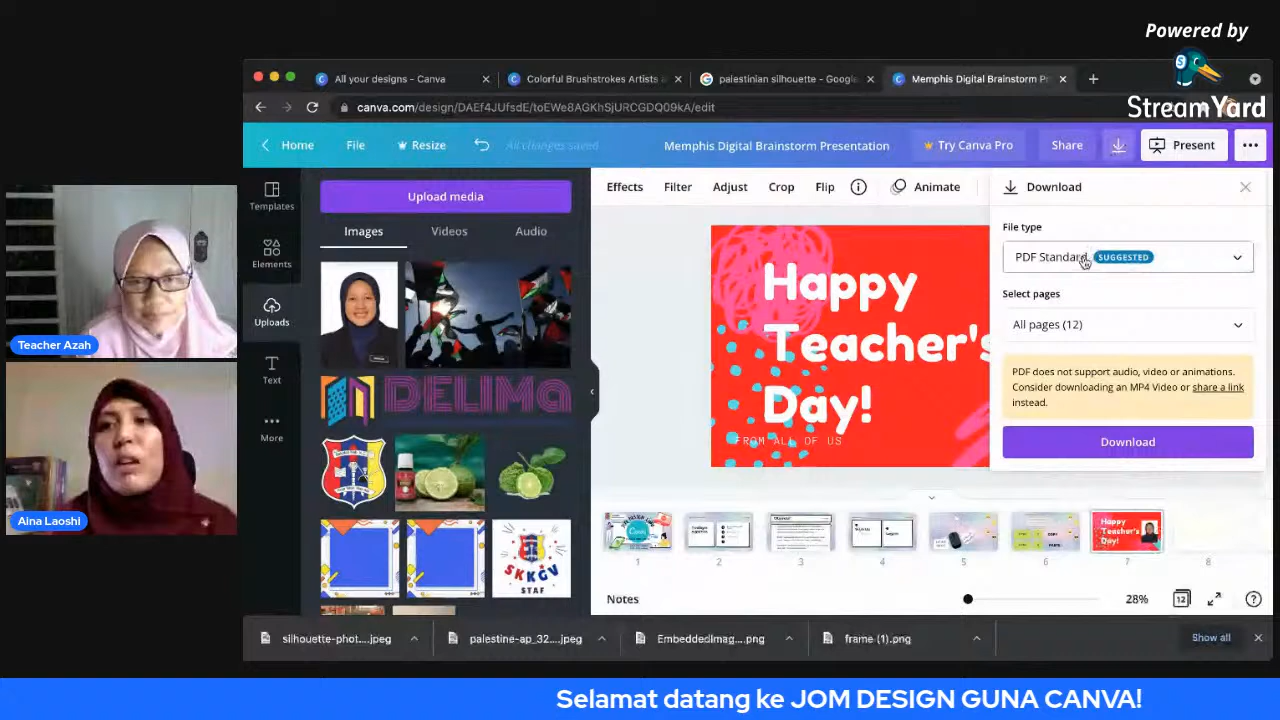 Powered by
StreamYard
All your designs - Canva
Colorful Brushstrokes Artists a
palestinian silhouette - Google
Memphis Digital Brainstorm Pr
canva.com/design/DAEf4JUfsdE/toEWe8AGKhSjURCGDQ09kA/edit
Home
File
Resize
All changes saved
Memphis Digital Brainstorm Presentation
Try Canva Pro
Share
Present
Templates
Elements
Uploads
Text
More
Upload media
Images
Videos
Audio
DELIMa
SKKGV
STAF
Effects
Filter
Adjust
Crop
Flip
Animate
Happy
Teacher's
Day!
FROM ALL OF US
Download
File type
PDF Standard
SUGGESTED
Select pages
All pages (12)
PDF does not support audio, video or animations.
Consider downloading an MP4 Video or share a link
instead.
Download
Happy
Teacher's
Day!
1
2
3
4
5
6
7
8
Notes
28%
12
silhouette-phot....jpeg
palestine-ap_32....jpeg
EmbeddedImag....png
frame (1).png
Show all
Teacher Azah
Aina Laoshi
Selamat datang ke JOM DESIGN GUNA CANVA!